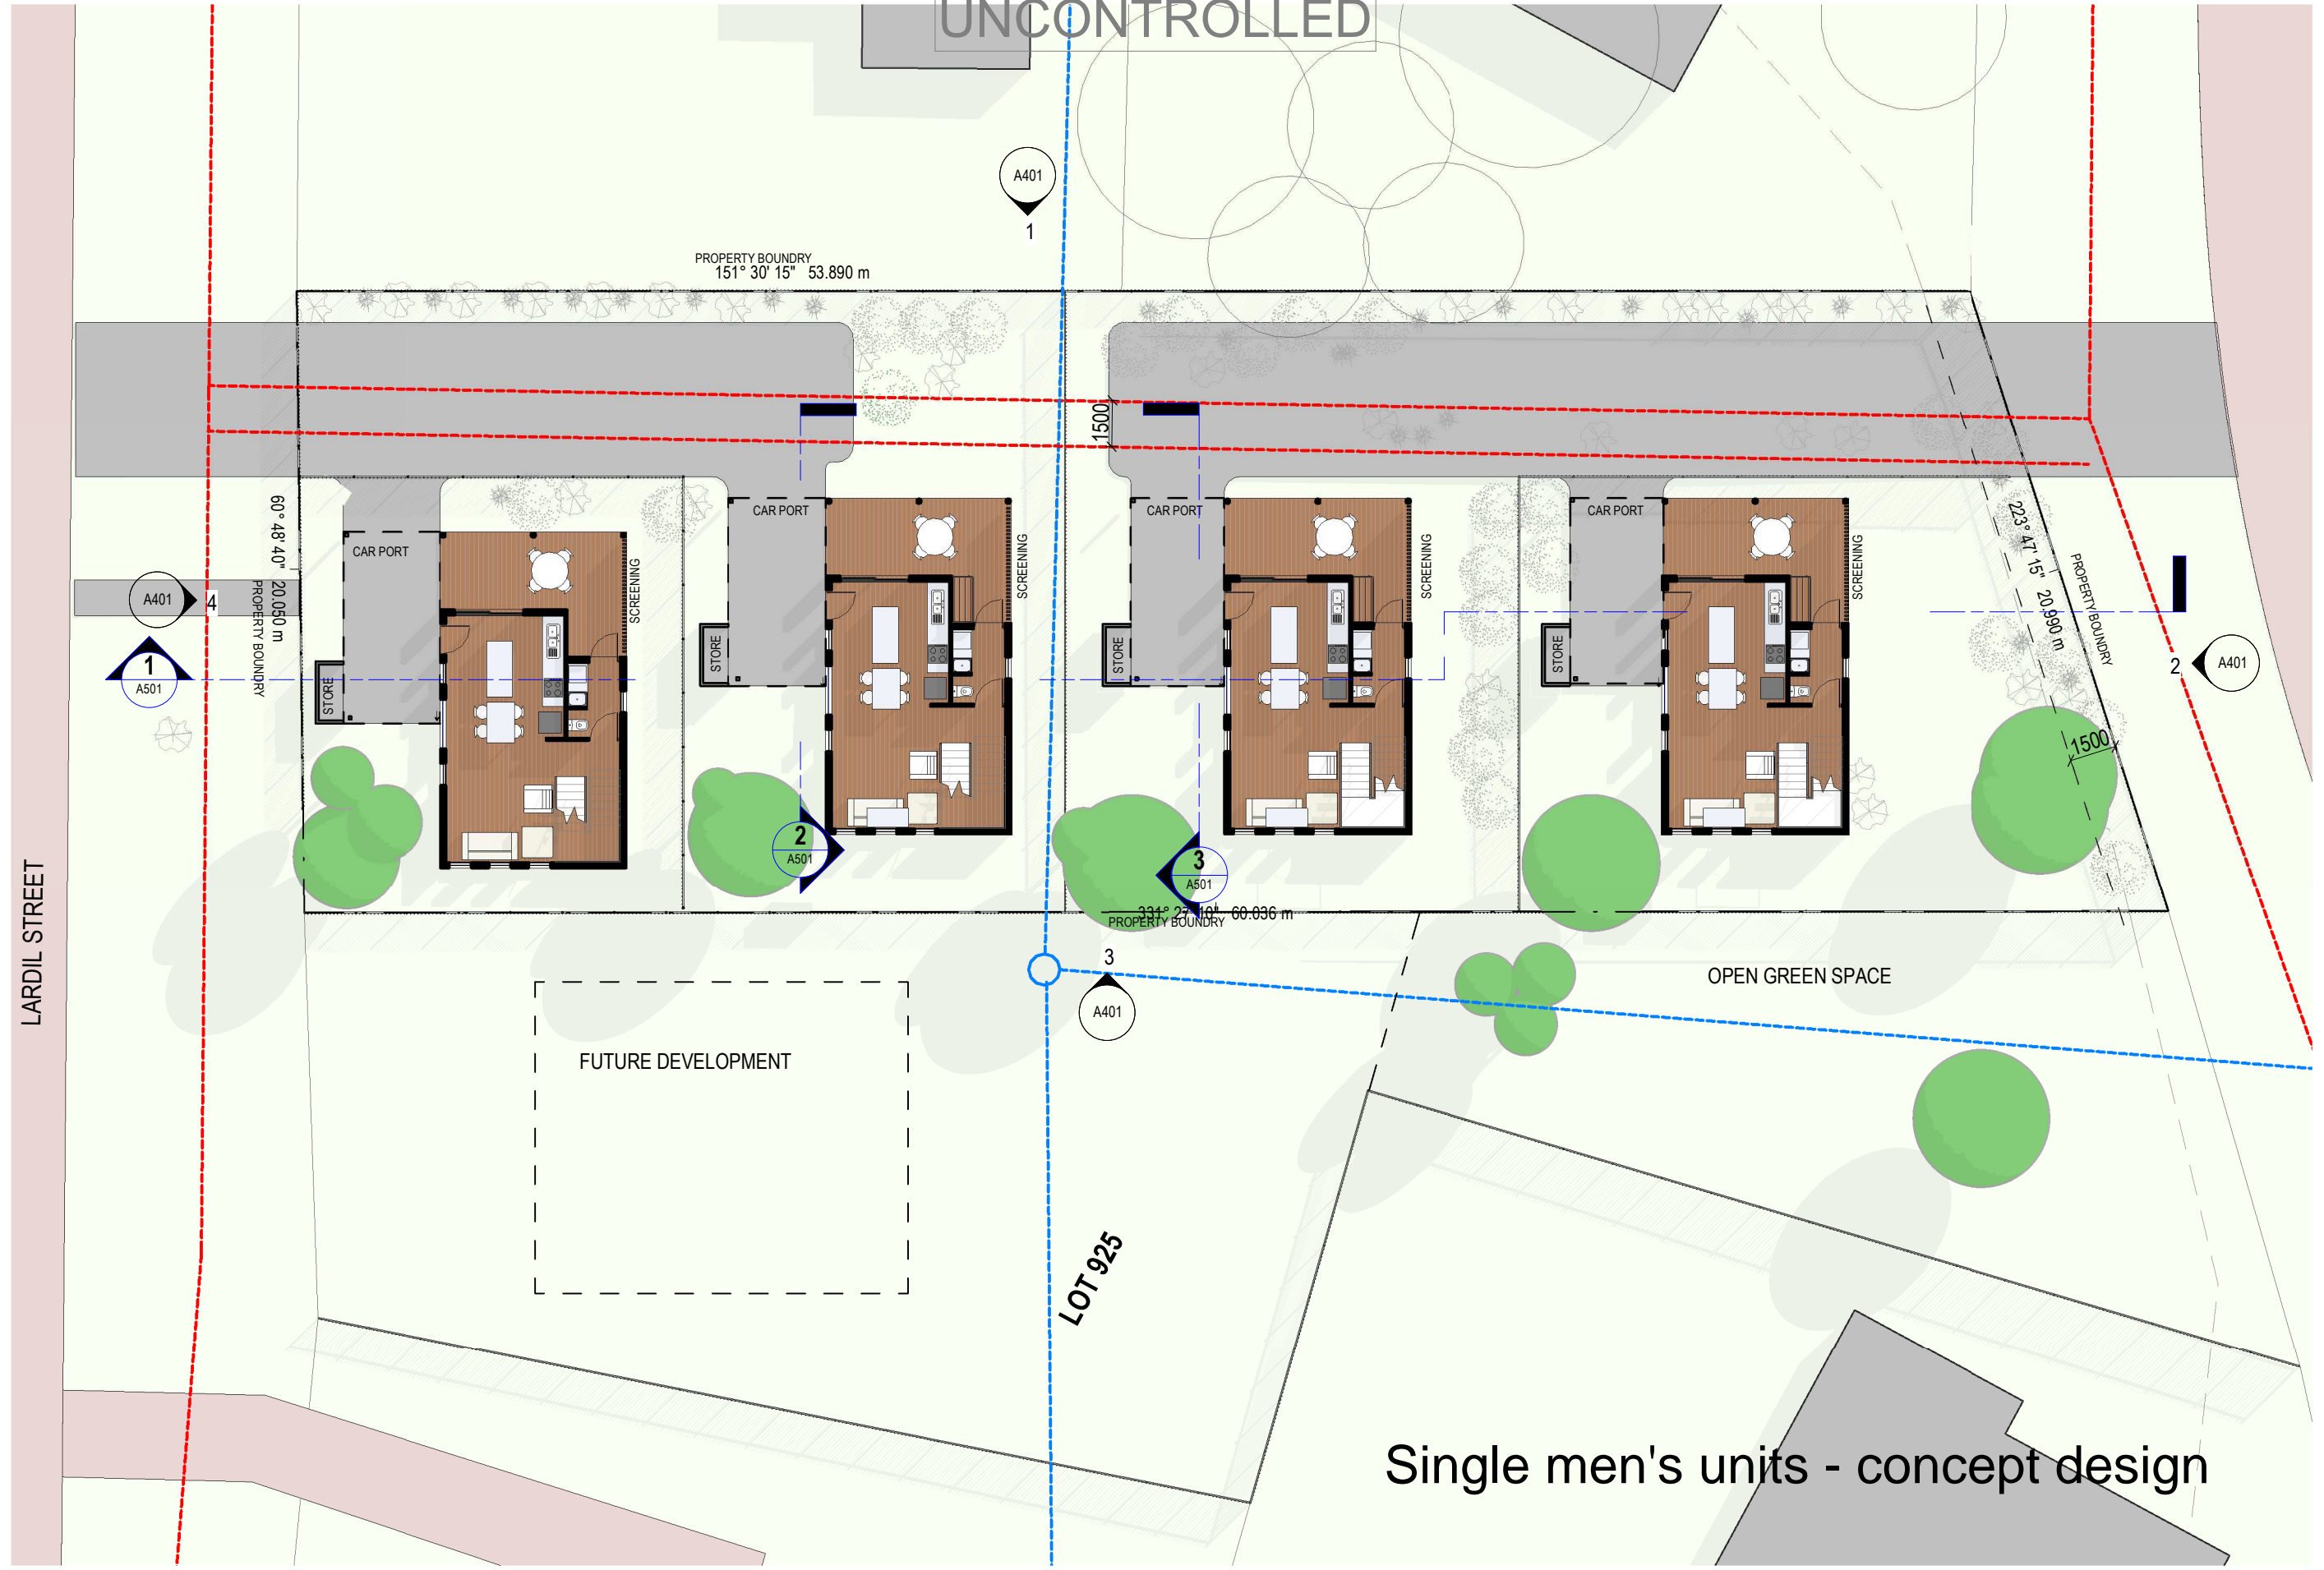 UNCONTROLLED
A401
1
PROPERTY BOUNDRY
151° 30' 15" 53.890 m
1500
CAR PORT
CAR PORT
CAR PORT
CAR PORT
SCREENING
SCREENING
SCREENING
SCREENING
60° 48' 40" 20.050 m
PROPERTY BOUNDRY
223° 47' 15" 20.990 m
PROPERTY BOUNDRY
A401
4
1
A501
STORE
STORE
STORE
STORE
2
A401
1500
2
A501
3
A501
60.036 m
PROPERTY BOUNDRY
LARDIL STREET
3
A401
OPEN GREEN SPACE
FUTURE DEVELOPMENT
LOT 925
Single men's units - concept design